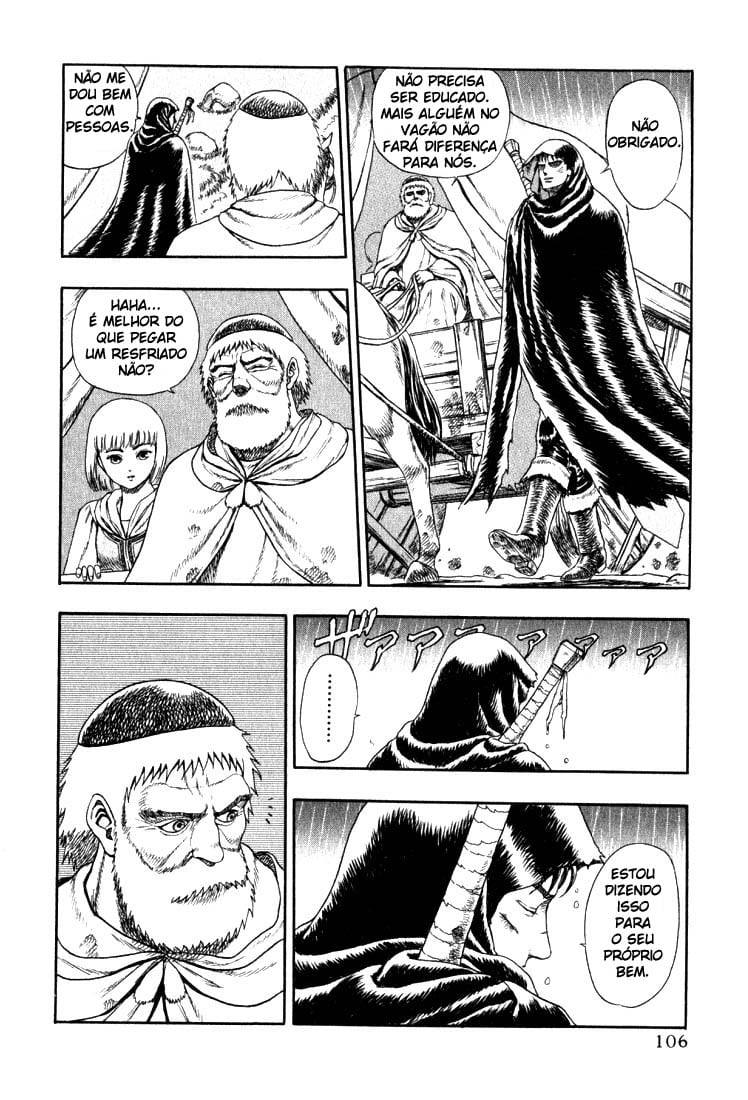 NÃO
OBRIGADO.
NÃO PRECISA
SER EDUCADO.
MAIS ALGUÉM NO
VAGÃO NÃO
FARÁ DIFERENÇA
PARA NÓS.
NÃO ME
DOU BEM
COM
PESSOAS.
HAHA...
É MELHOR DO
QUE PEGAR
UM RESFRIADO
NÃO?
ザァァァァァァァ
.........
ESTOU
DIZENDO
ISSO
PARA
O SEU
PRÓPRIO
BEM.
106